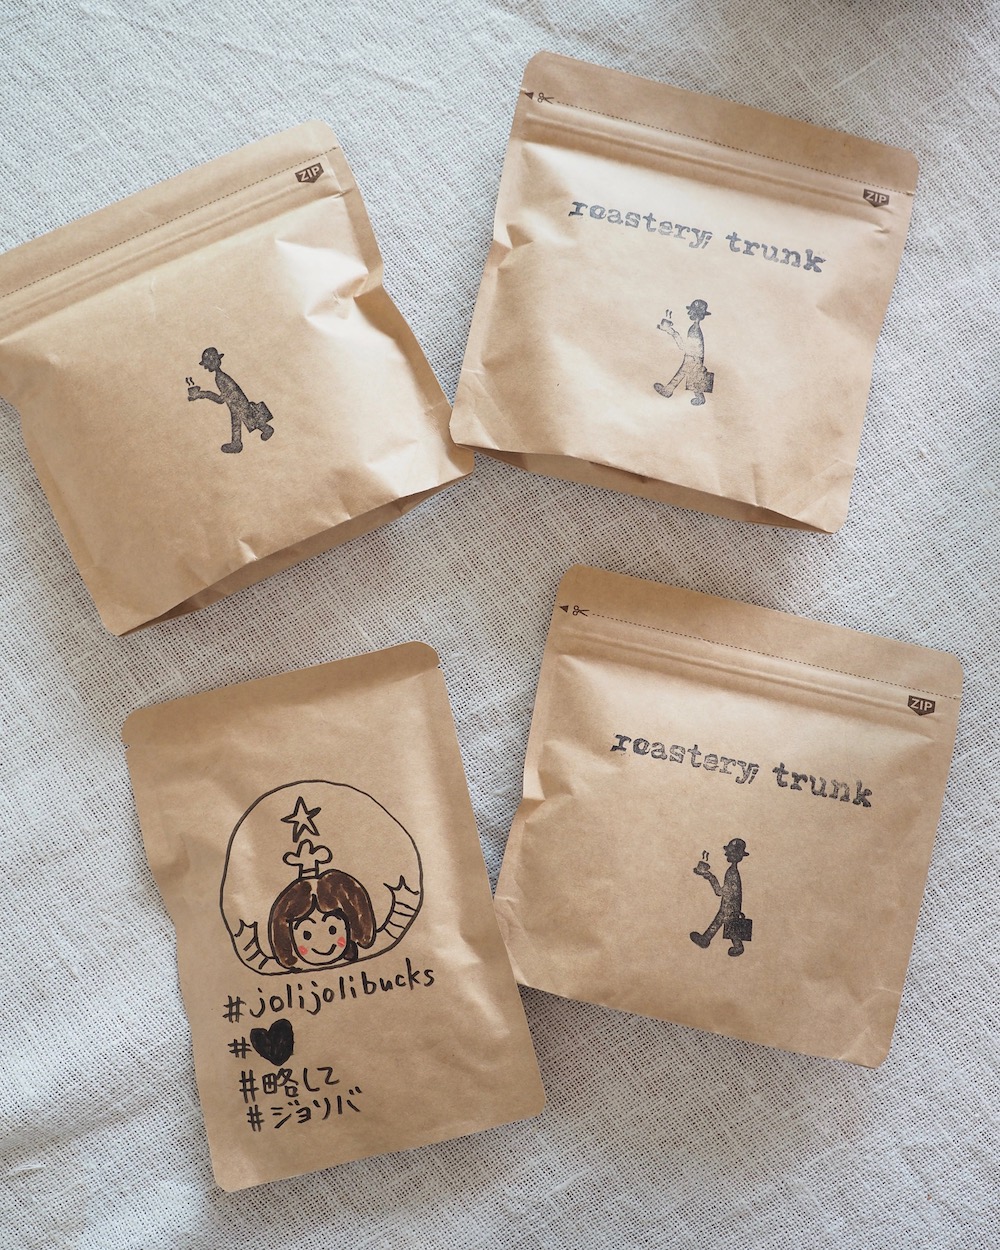 ZIP
roastery; trunk
ZIP
roastery; trunk
ZIP
#jolijolibucks
#♥
#略して
#ジョリバ